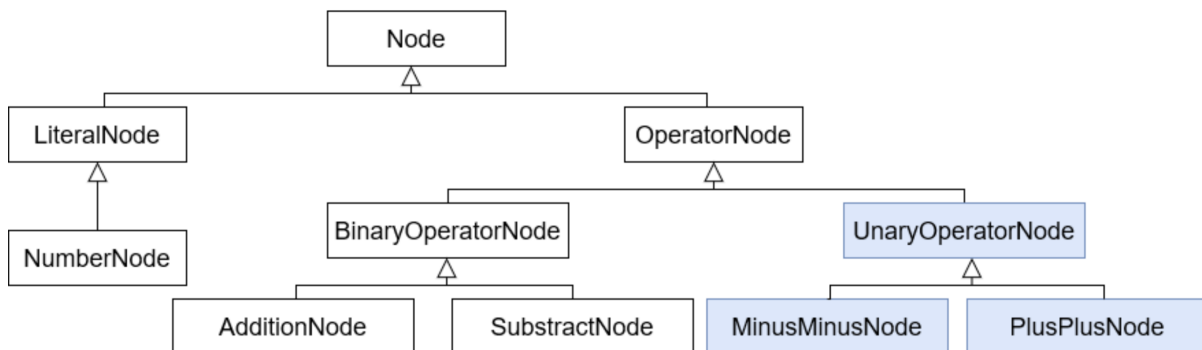 Node
LiteralNode
OperatorNode
BinaryOperatorNode
UnaryOperatorNode
NumberNode
AdditionNode
SubstractNode
MinusMinusNode
PlusPlusNode